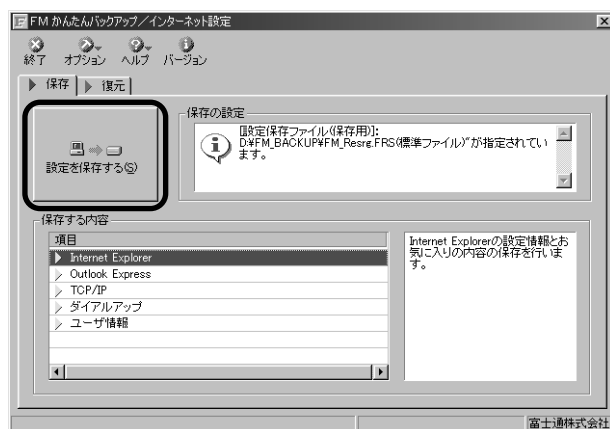 FM かんたんバックアップ／インターネット設定
終了 オプション ヘルプ バージョン
保存 復元
設定を保存する(S)
保存の設定
[設定保存ファイル(保存用)]:
D:¥FM_BACKUP¥FM_Resrg.FRS(標準ファイル)"が指定されてい
ます。
保存する内容
項目
Internet Explorer
Outlook Express
TCP/IP
ダイアルアップ
ユーザ情報
Internet Explorerの設定情報とお
気に入りの内容の保存を行いま
す。
富士通株式会社